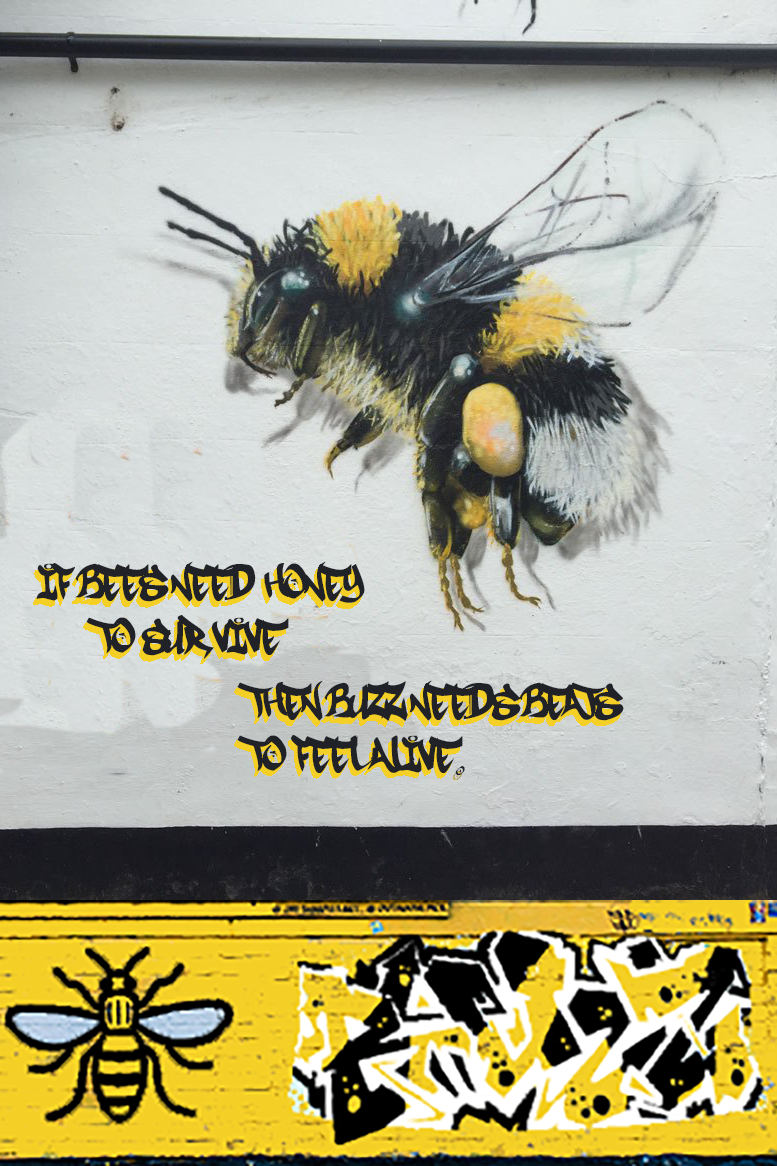 IF BEES NEED HONEY
TO SURVIVE
THEN BUZZ NEEDS BEATS
TO FEEL ALIVE.